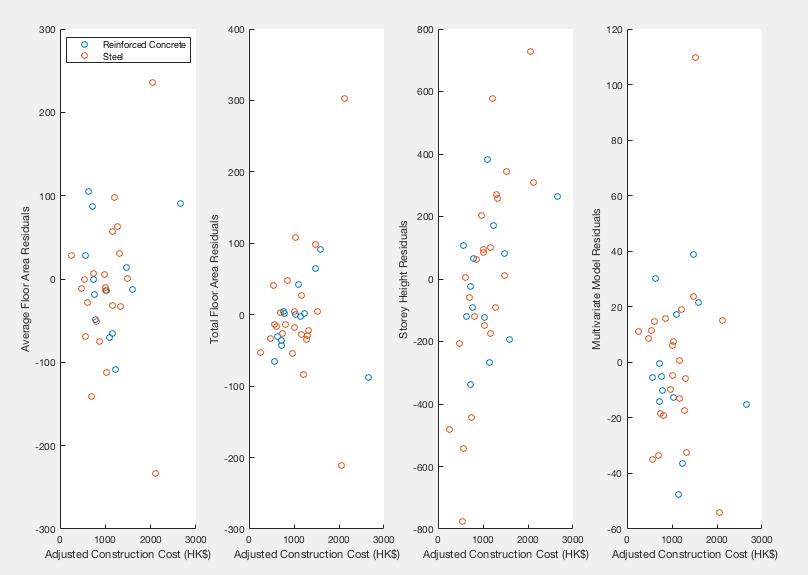 300
200
100
0
-100
-200
-300
0 1000 2000 3000
Average Floor Area Residuals
Adjusted Construction Cost (HK$)
Reinforced Concrete
Steel
400
300
200
100
0
-100
-200
-300
0 1000 2000 3000
Total Floor Area Residuals
Adjusted Construction Cost (HK$)
800
600
400
200
0
-200
-400
-600
-800
0 1000 2000 3000
Storey Height Residuals
Adjusted Construction Cost (HK$)
120
100
80
60
40
20
0
-20
-40
-60
0 1000 2000 3000
Multivariate Model Residuals
Adjusted Construction Cost (HK$)